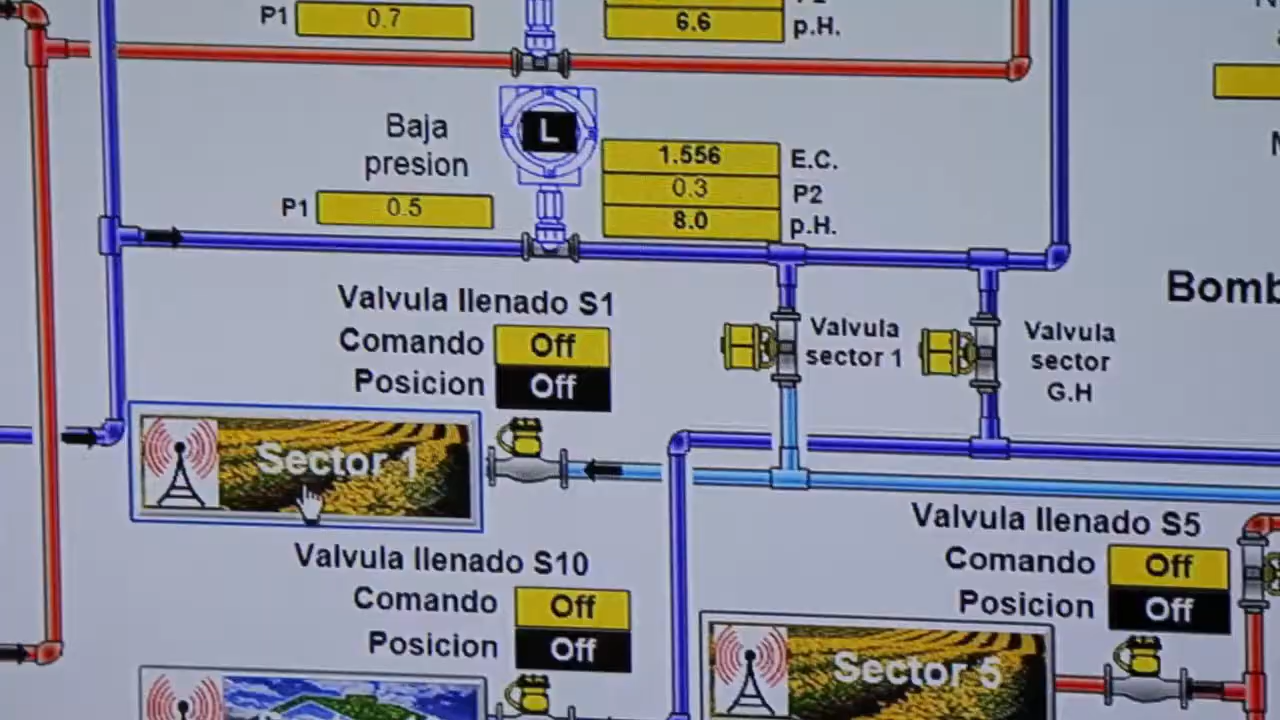 P1 0.7
6.6 p.H.
L
Baja
presion
P1 0.5
1.556 E.C.
0.3 P2
8.0 p.H.
Bomb
Valvula llenado S1
Comando Off
Posicion Off
Valvula
sector 1
Valvula
sector
G.H
Sector 1
Valvula llenado S5
Comando Off
Posicion Off
Valvula llenado S10
Comando Off
Posicion Off
Sector 5